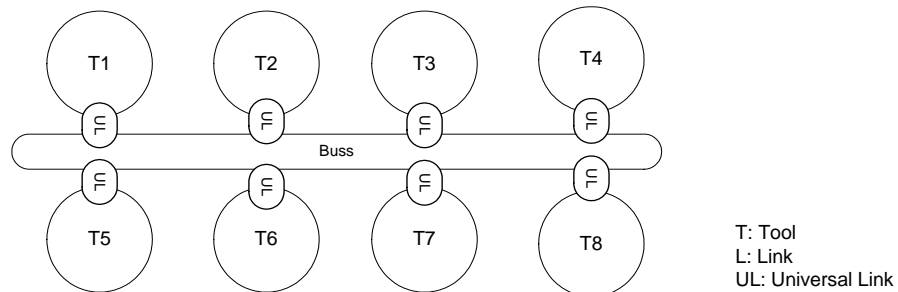 T1 T2 T3 T4
UL UL UL UL
Buss
UL UL UL UL
T5 T6 T7 T8
T: Tool
L: Link
UL: Universal Link